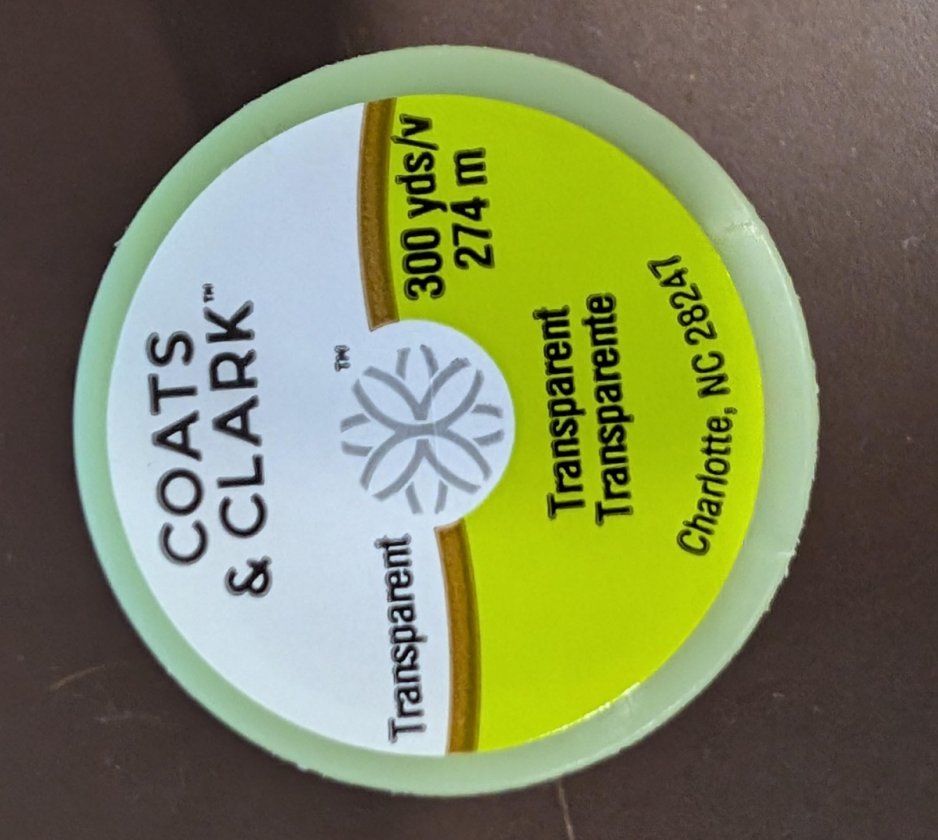 COATS
& CLARK™
™
Transparent
300 yds/v
274 m
Transparent
Transparente
Charlotte, NC 28241